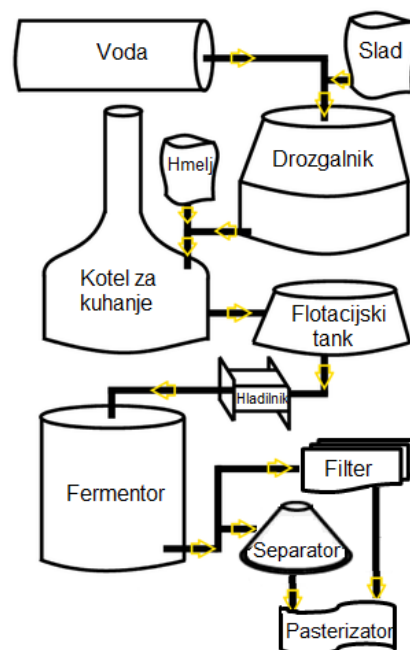 Voda
Slad
Hmelj
Drozgalnik
Kotel za
kuhanje
Flotacijski
tank
Hladilnik
Fermentor
Filter
Separator
Pasterizator